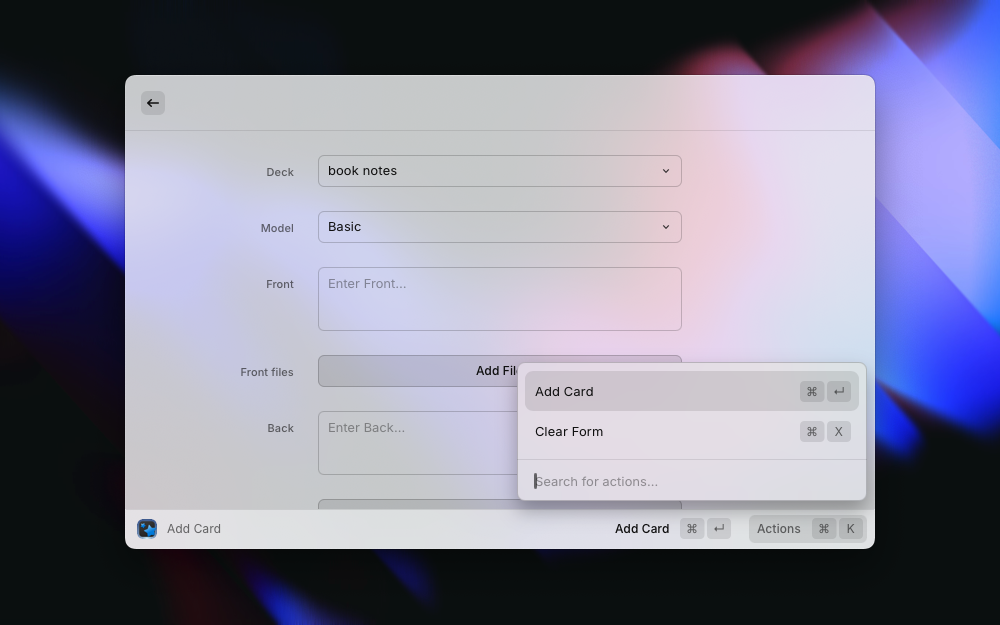 Deck
book notes
Model
Basic
Front
Enter Front...
Front files
Add Fil
Back
Enter Back...
Add Card ⌘ ↵
Clear Form ⌘ X
Search for actions...
Add Card
Add Card ⌘ ↵
Actions ⌘ K